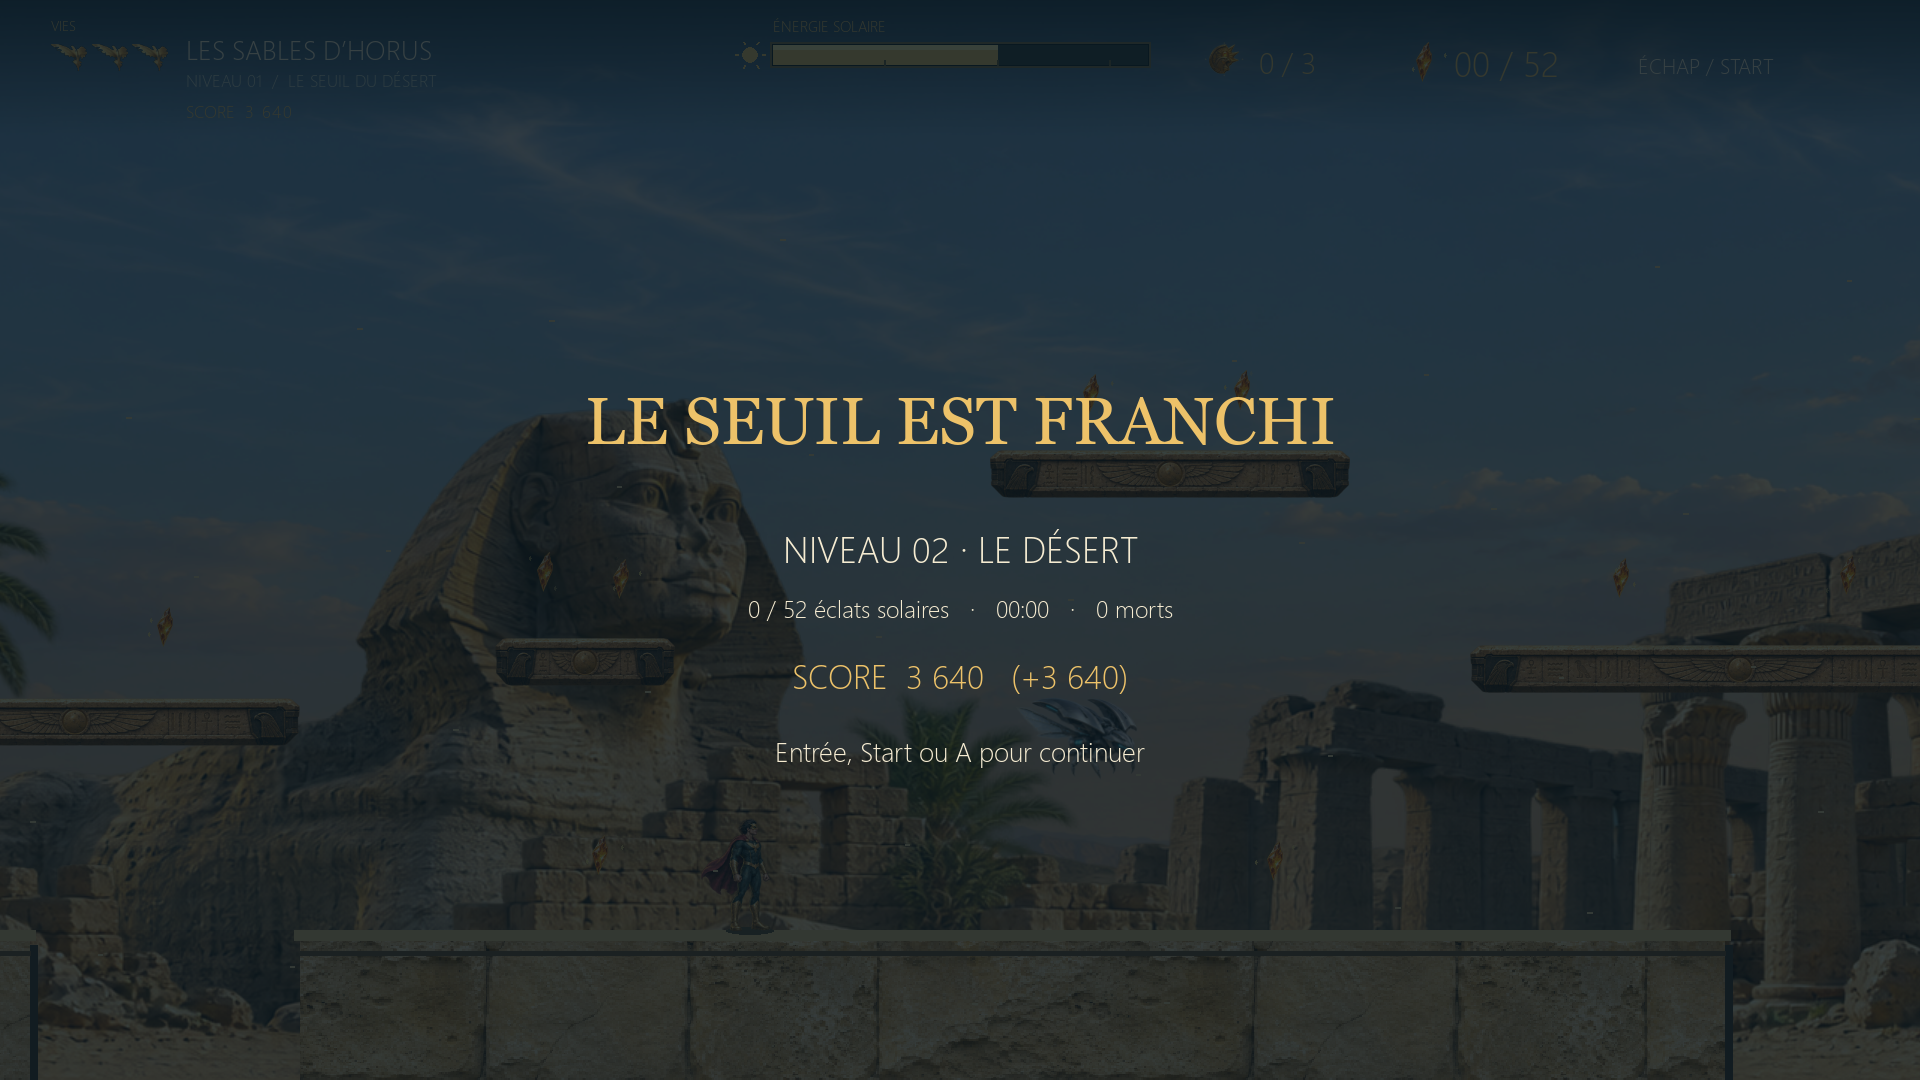 VIES
LES SABLES D'HORUS
NIVEAU 01 / LE SEUIL DU DÉSERT
SCORE 3 640
ÉNERGIE SOLAIRE
0 / 3
00 / 52
ÉCHAP / START
LE SEUIL EST FRANCHI
NIVEAU 02 · LE DÉSERT
0 / 52 éclats solaires · 00:00 · 0 morts
SCORE 3 640 (+3 640)
Entrée, Start ou A pour continuer